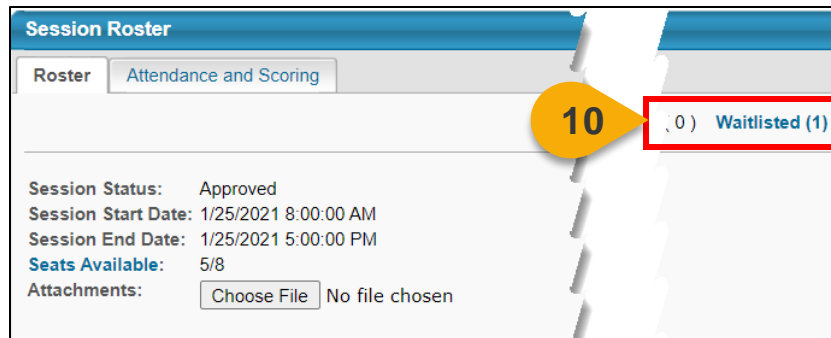 Session Roster
Roster Attendance and Scoring
10 0 ) Waitlisted (1)
Session Status: Approved
Session Start Date: 1/25/2021 8:00:00 AM
Session End Date: 1/25/2021 5:00:00 PM
Seats Available: 5/8
Attachments: Choose File No file chosen